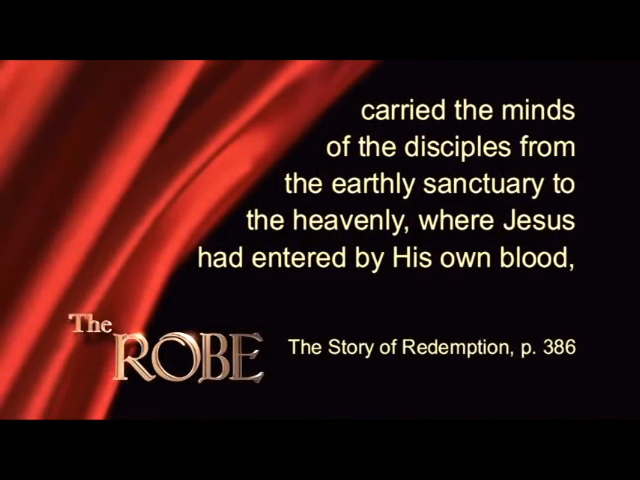 carried the minds
of the disciples from
the earthly sanctuary to
the heavenly, where Jesus
had entered by His own blood,
The ROBE
The Story of Redemption, p. 386